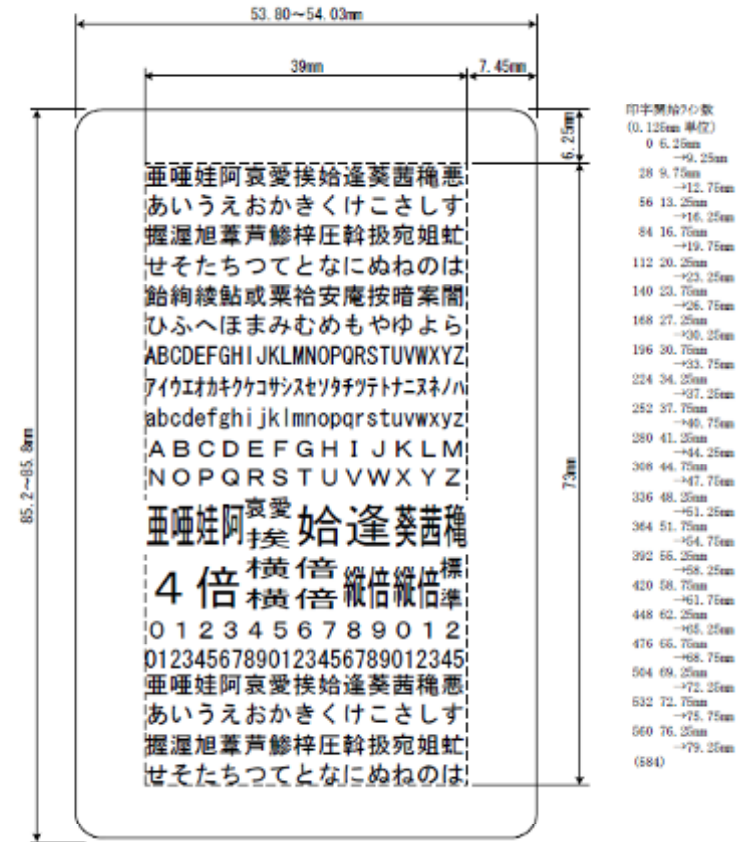 53.80～54.03mm
39mm
7.45mm
6.25mm
85.2～85.8mm
73mm
亜唖娃阿哀愛挨姶逢葵茜穐悪
あいうえおかきくけこさしす
握渥旭葦芦鯵梓圧斡扱宛姐虻
せそたちつてとなにぬねのは
飴絢綾鮎或粟袷安庵按暗案闇
ひふへほまみむめもやゆよら
ABCDEFGHIJKLMNOPQRSTUVWXYZ
ｱｲｳｴｵｶｷｸｹｺｻｼｽｾｿﾀﾁﾂﾃﾄﾅﾆﾇﾈﾉﾊ
abcdefghijklmnopqrstuvwxyz
ＡＢＣＤＥＦＧＨＩＪＫＬＭ
ＮＯＰＱＲＳＴＵＶＷＸＹＺ
亜唖娃阿哀愛挨姶逢葵茜穐
４倍横倍横倍縦倍縦倍標準
０１２３４５６７８９０１２
01234567890123456789012345
亜唖娃阿哀愛挨姶逢葵茜穐悪
あいうえおかきくけこさしす
握渥旭葦芦鯵梓圧斡扱宛姐虻
せそたちつてとなにぬねのは
印字開始ﾗｲﾝ数
(0.125mm 単位)
0 6.25mm
→9.25mm
28 9.75mm
→12.75mm
56 13.25mm
→16.25mm
84 16.75mm
→19.75mm
112 20.25mm
→23.25mm
140 23.75mm
→26.75mm
168 27.25mm
→30.25mm
196 30.75mm
→33.75mm
224 34.25mm
→37.25mm
252 37.75mm
→40.75mm
280 41.25mm
→44.25mm
308 44.75mm
→47.75mm
336 48.25mm
→51.25mm
364 51.75mm
→54.75mm
392 55.25mm
→58.25mm
420 58.75mm
→61.75mm
448 62.25mm
→65.25mm
476 65.75mm
→68.75mm
504 69.25mm
→72.25mm
532 72.75mm
→75.75mm
560 76.25mm
→79.25mm
(584)